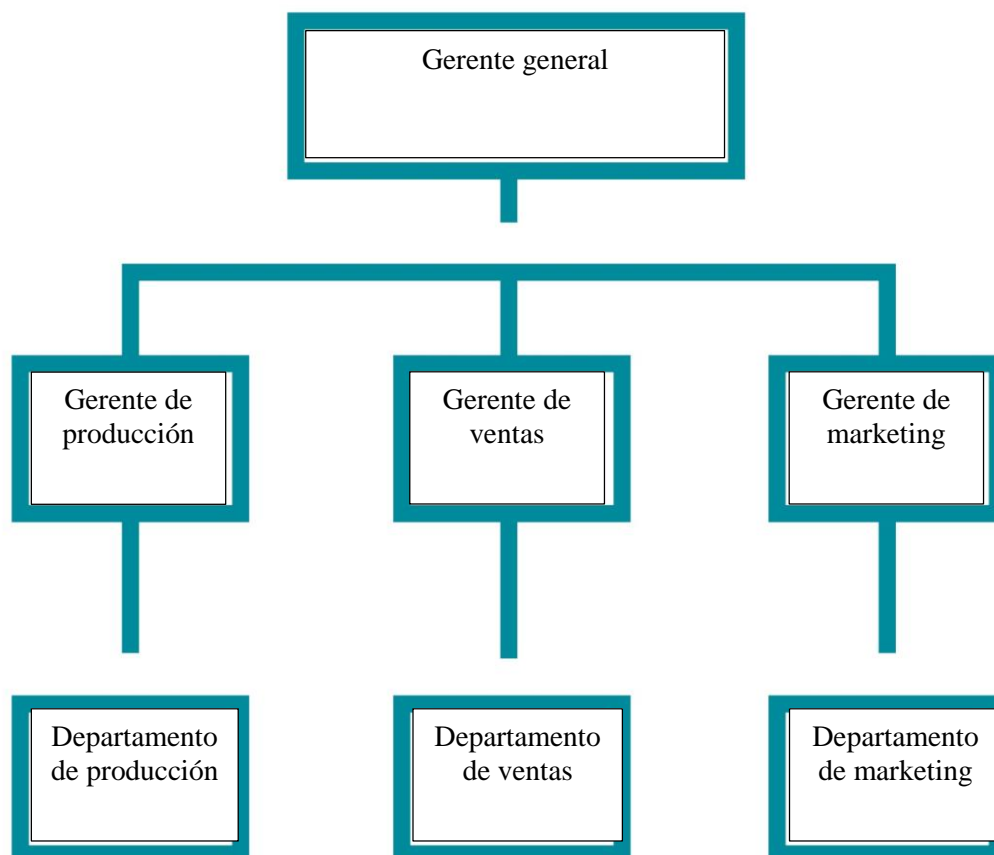 Gerente general
Gerente de
producción
Gerente de
ventas
Gerente de
marketing
Departamento
de producción
Departamento
de ventas
Departamento
de marketing